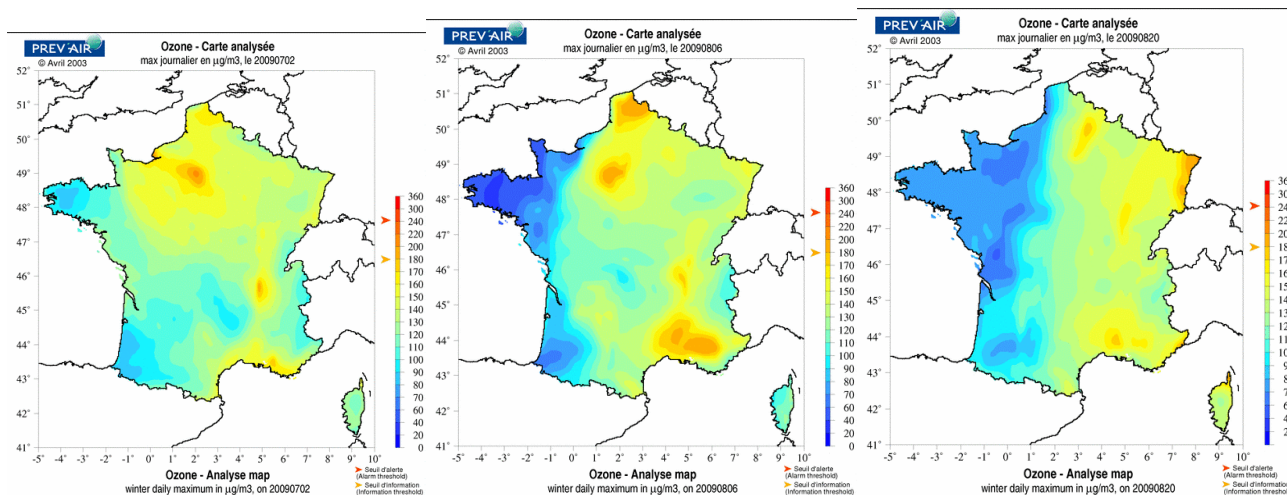 PREV'AIR
© Avril 2003
Ozone - Carte analysée
max journalier en µg/m3, le 20090702
52°
51°
50°
49°
48°
47°
46°
45°
44°
43°
42°
41°
-5° -4° -3° -2° -1° 0° 1° 2° 3° 4° 5° 6° 7° 8° 9° 10°
360
300
240
220
200
190
180
170
160
150
140
130
120
110
100
90
80
70
60
40
20
0
Ozone - Analyse map
winter daily maximum in µg/m3, on 20090702
Seuil d'alerte
(Alarm threshold)
Seuil d'information
(Information threshold)
PREV'AIR
© Avril 2003
Ozone - Carte analysée
max journalier en µg/m3, le 20090806
52°
51°
50°
49°
48°
47°
46°
45°
44°
43°
42°
41°
-5° -4° -3° -2° -1° 0° 1° 2° 3° 4° 5° 6° 7° 8° 9° 10°
360
300
240
220
200
190
180
170
160
150
140
130
120
110
100
90
80
70
60
40
20
0
Ozone - Analyse map
winter daily maximum in µg/m3, on 20090806
Seuil d'alerte
(Alarm threshold)
Seuil d'information
(Information threshold)
PREV'AIR
© Avril 2003
Ozone - Carte analysée
max journalier en µg/m3, le 20090820
52°
51°
50°
49°
48°
47°
46°
45°
44°
43°
42°
41°
-5° -4° -3° -2° -1° 0° 1° 2° 3° 4° 5° 6° 7° 8° 9° 10°
Ozone - Analyse map
winter daily maximum in µg/m3, on 20090820
Seuil d'alerte
(Alarm threshold)
Seuil d'information
(Information threshold)